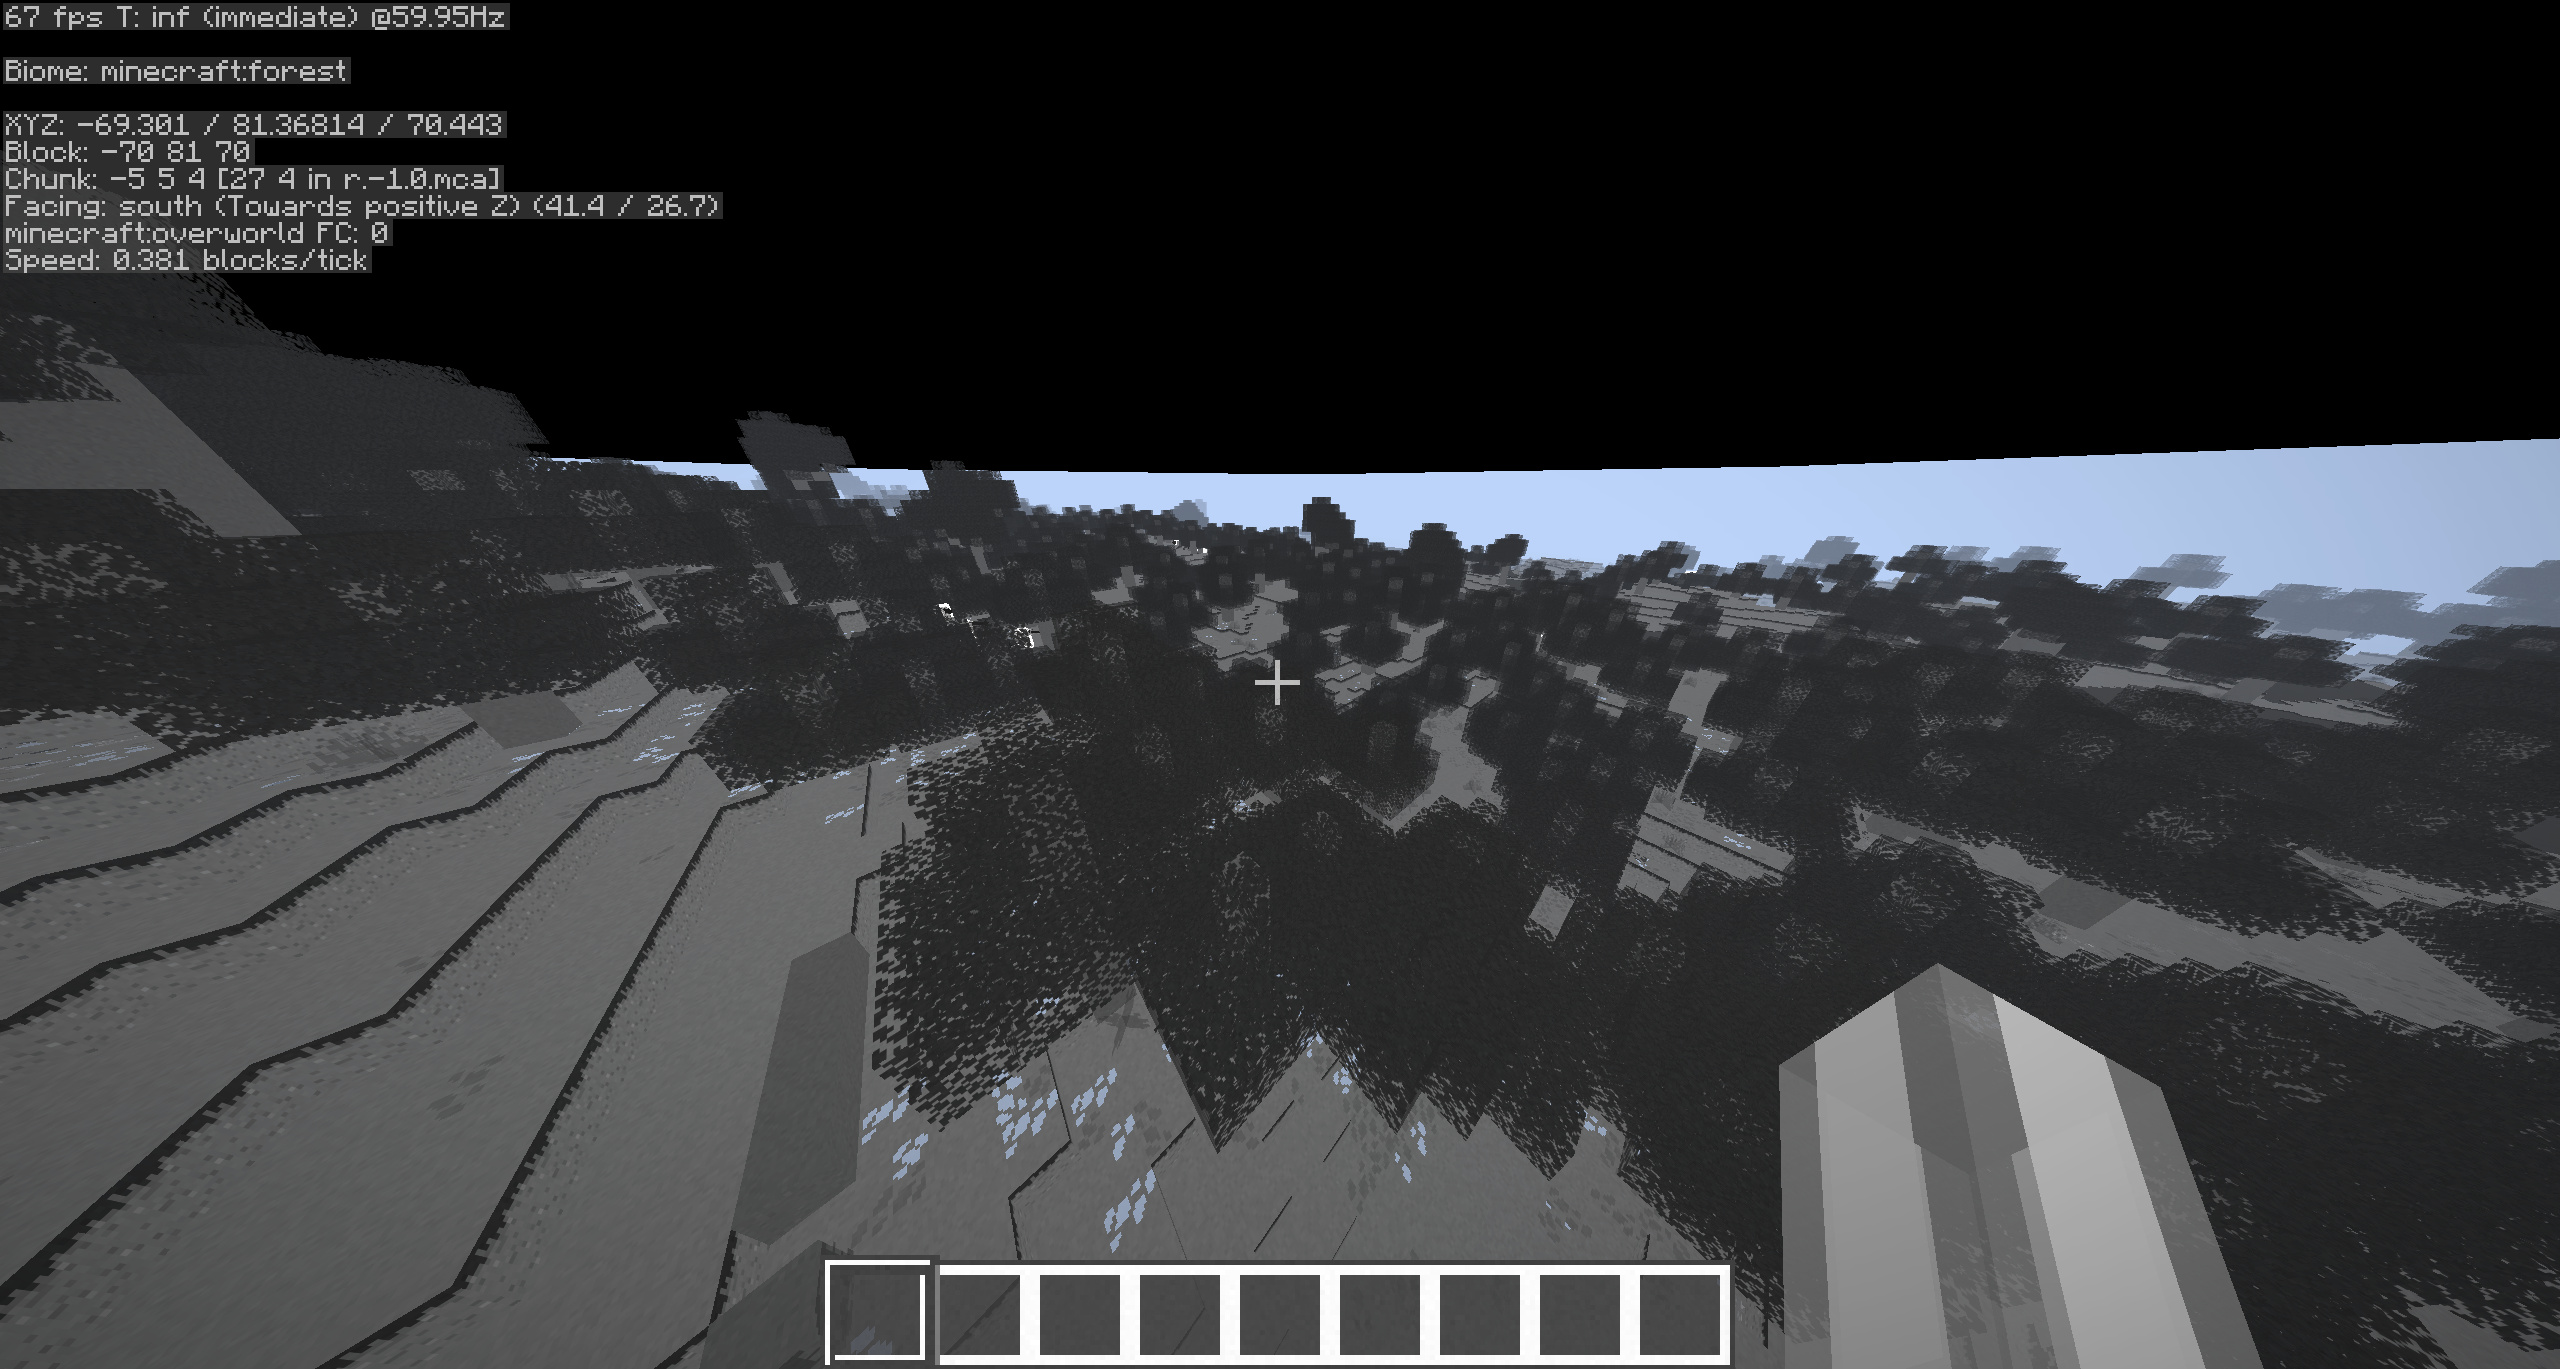 67 fps T: inf (immediate) @59.95Hz
Biome: minecraft:forest
XYZ: -69.301 / 81.36814 / 70.443
Block: -70 81 70
Chunk: -5 5 4 [27 4 in r.-1.0.mca]
Facing: south (Towards positive Z) (41.4 / 26.7)
minecraft:overworld FC: 0
Speed: 0.381 blocks/tick